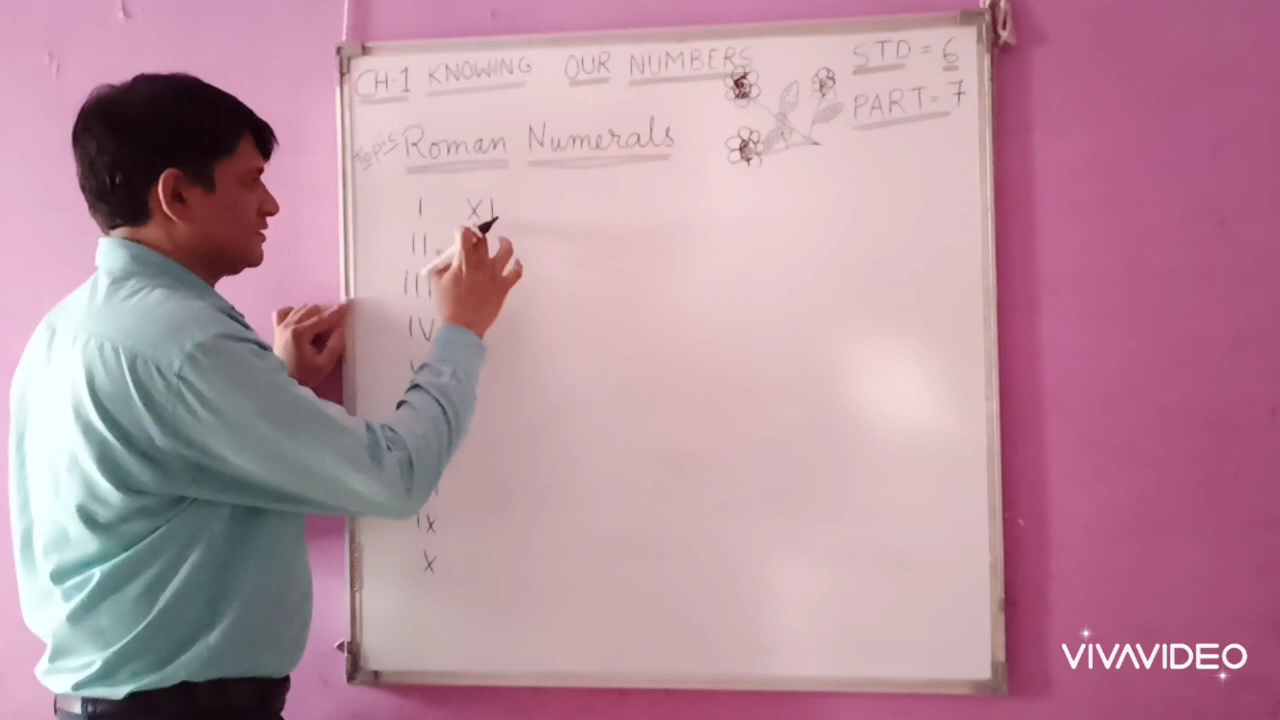 CH-1 KNOWING OUR NUMBERS
STD = 6
PART- 7
Topic Roman Numerals
I XI
II
III
IV
IX
X
VIVAVIDEO